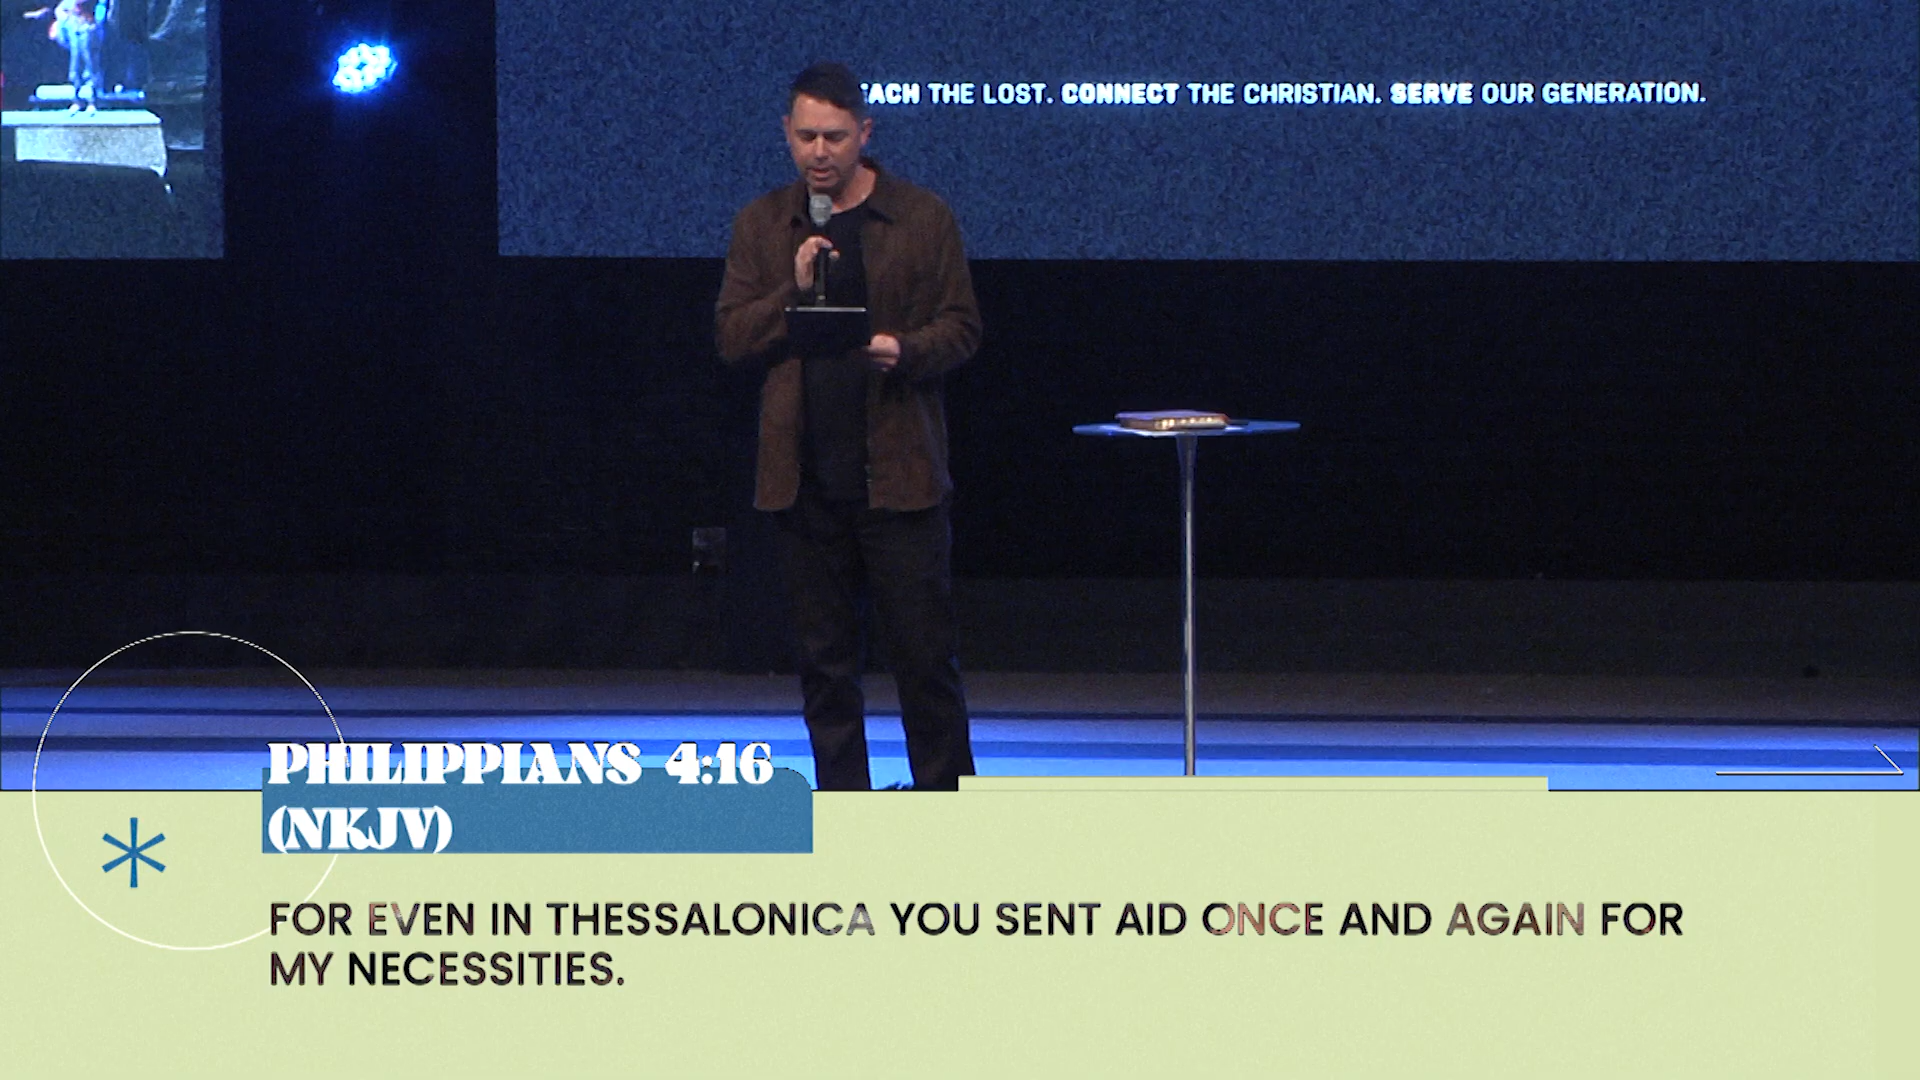 EACH THE LOST. CONNECT THE CHRISTIAN. SERVE OUR GENERATION.
PHILIPPIANS 4:16
(NKJV)
FOR EVEN IN THESSALONICA YOU SENT AID ONCE AND AGAIN FOR
MY NECESSITIES.